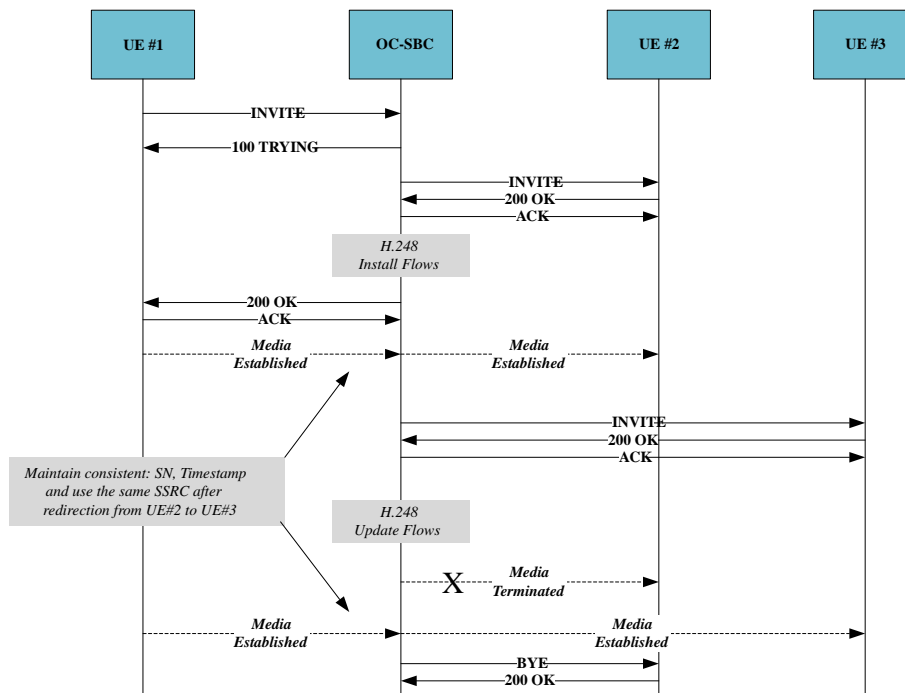 UE #1
OC-SBC
UE #2
UE #3
INVITE
100 TRYING
INVITE
200 OK
ACK
H.248
Install Flows
200 OK
ACK
Media
Established
Media
Established
INVITE
200 OK
ACK
Maintain consistent: SN, Timestamp
and use the same SSRC after
redirection from UE#2 to UE#3
H.248
Update Flows
X
Media
Terminated
Media
Established
Media
Established
BYE
200 OK